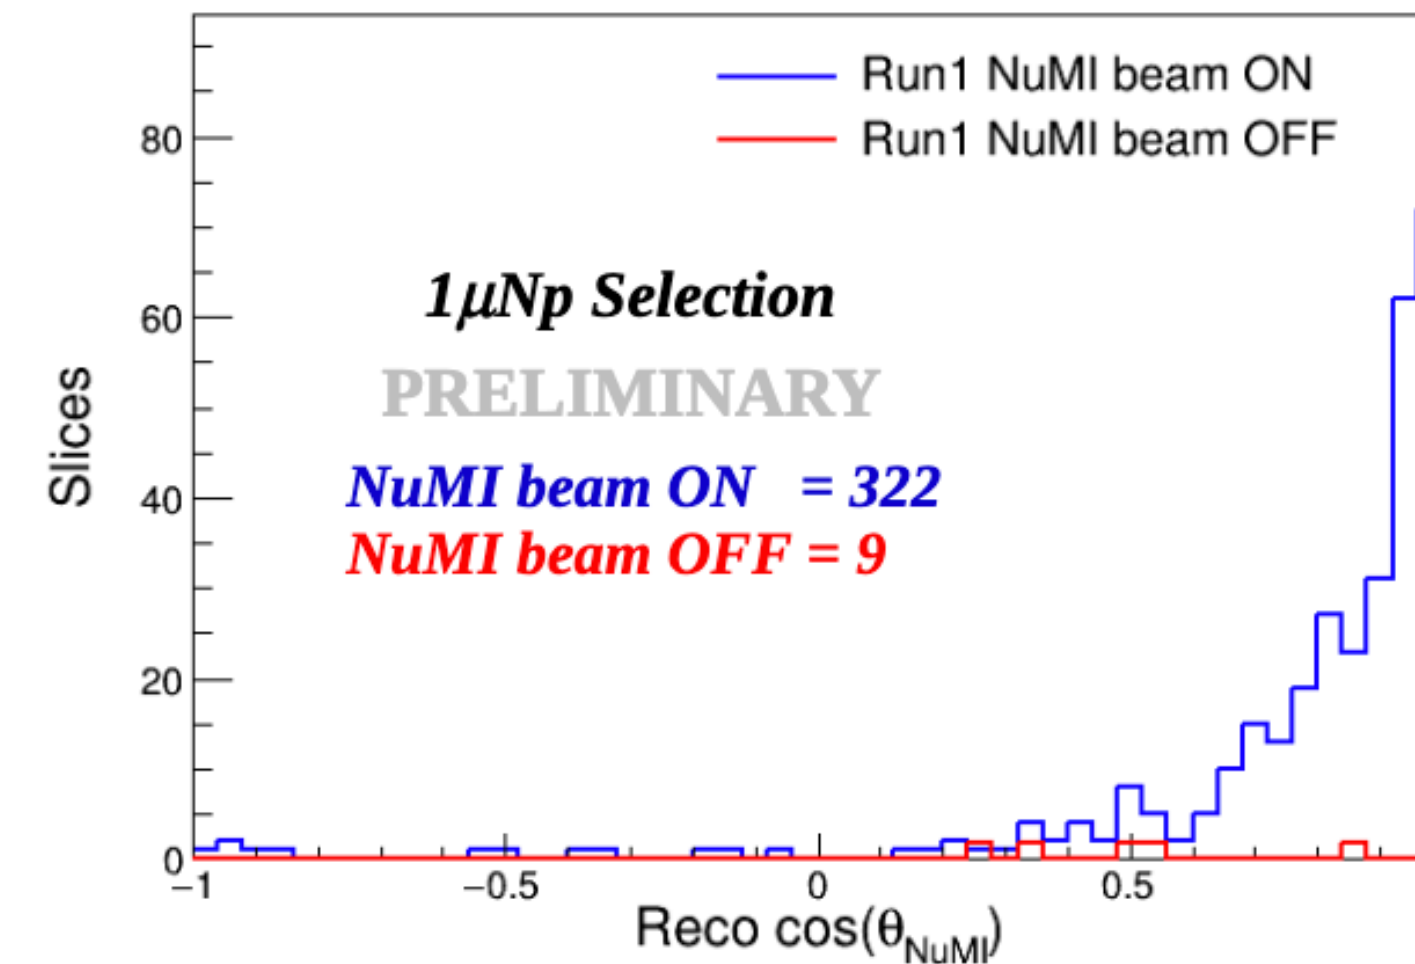 Run1 NuMI beam ON
Run1 NuMI beam OFF
80
1μNp Selection
60
PRELIMINARY
Slices
NuMI beam ON = 322
40
NuMI beam OFF = 9
20
0
−1 −0.5 0 0.5
Reco cos(θNuMI)